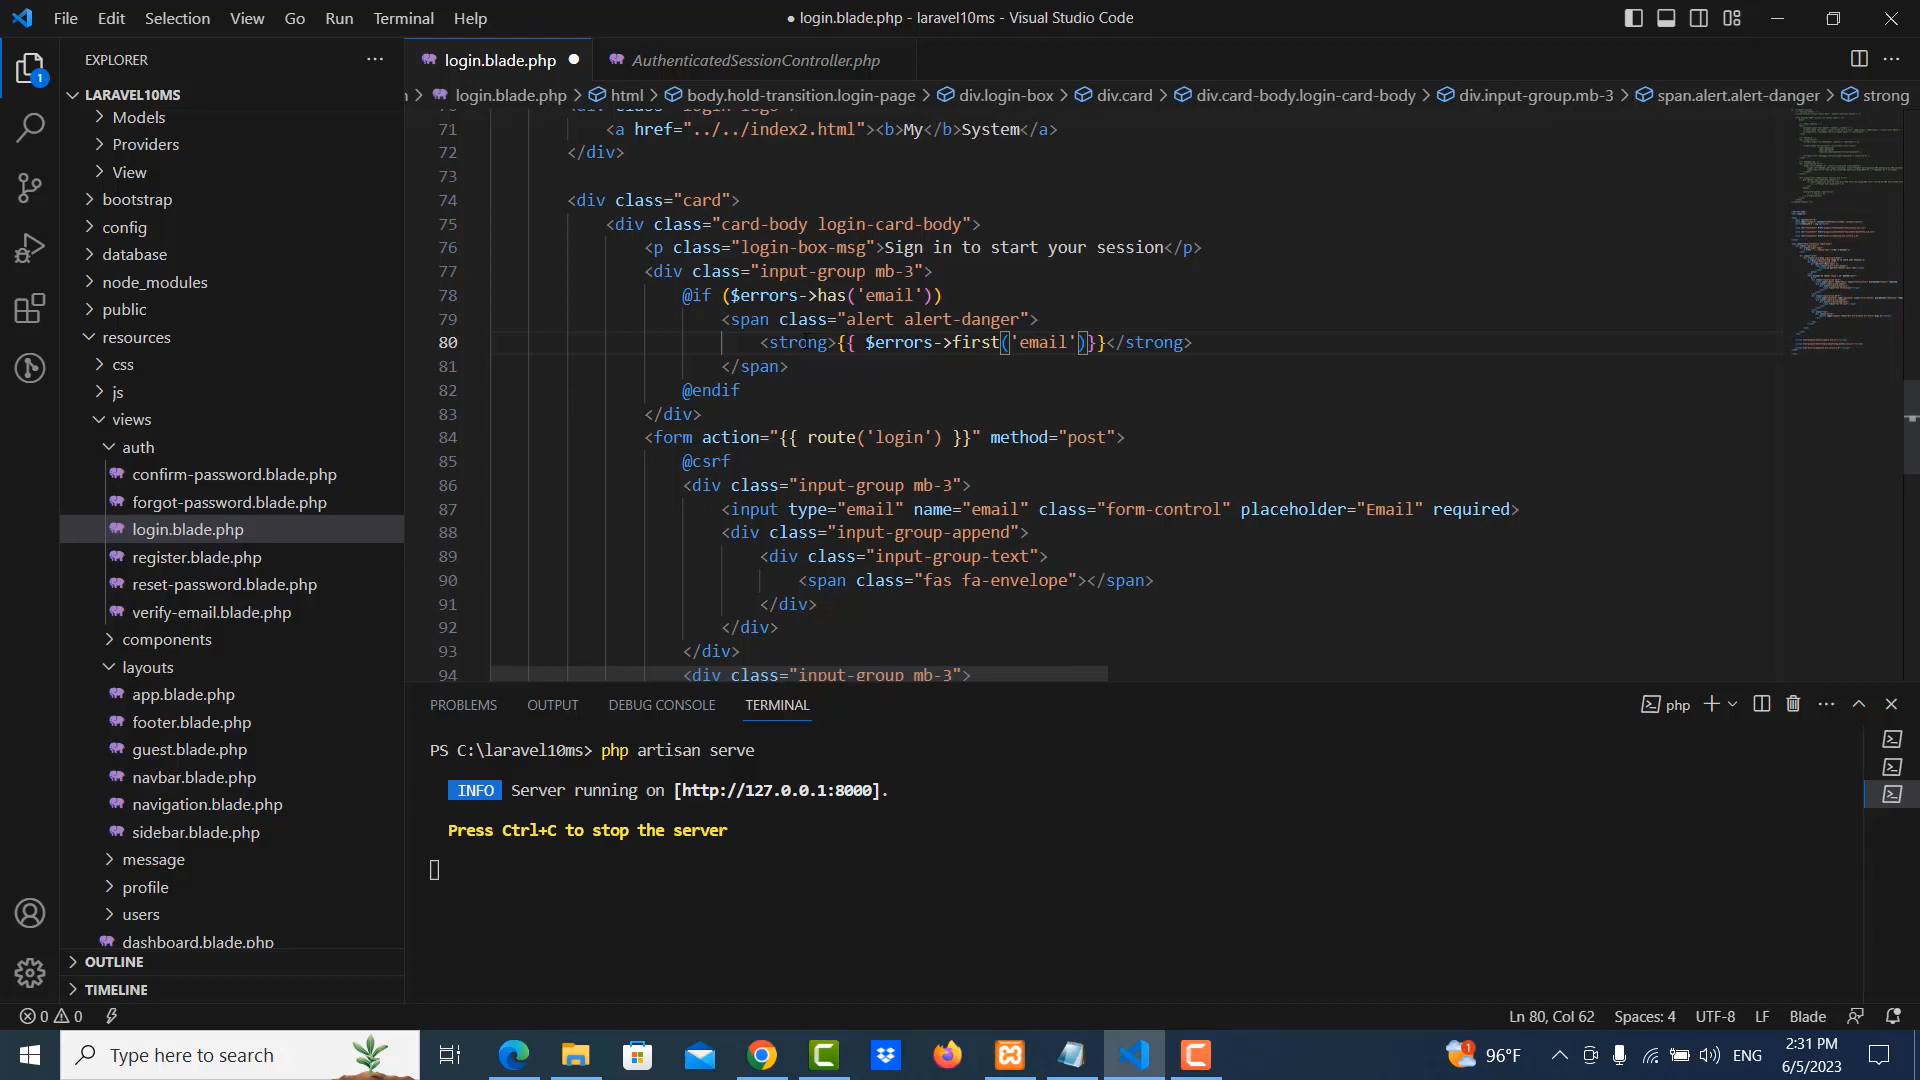 File Edit Selection View Go Run Terminal Help
● login.blade.php - laravel10ms - Visual Studio Code
EXPLORER
login.blade.php
AuthenticatedSessionController.php
LARAVEL10MS
login.blade.php > html > body.hold-transition.login-page > div.login-box > div.card > div.card-body.login-card-body > div.input-group.mb-3 > span.alert.alert-danger > strong
Models
Providers
View
bootstrap
config
database
node_modules
public
resources
css
js
views
auth
confirm-password.blade.php
forgot-password.blade.php
login.blade.php
register.blade.php
reset-password.blade.php
verify-email.blade.php
components
layouts
app.blade.php
footer.blade.php
guest.blade.php
navbar.blade.php
navigation.blade.php
sidebar.blade.php
message
profile
users
dashboard.blade.php
OUTLINE
TIMELINE
71 <a href="../../index2.html"><b>My</b>System</a>
72 </div>
73
74 <div class="card">
75 <div class="card-body login-card-body">
76 <p class="login-box-msg">Sign in to start your session</p>
77 <div class="input-group mb-3">
78 @if ($errors->has('email'))
79 <span class="alert alert-danger">
80 <strong>{{ $errors->first('email')}}</strong>
81 </span>
82 @endif
83 </div>
84 <form action="{{ route('login') }}" method="post">
85 @csrf
86 <div class="input-group mb-3">
87 <input type="email" name="email" class="form-control" placeholder="Email" required>
88 <div class="input-group-append">
89 <div class="input-group-text">
90 <span class="fas fa-envelope"></span>
91 </div>
92 </div>
93 </div>
94 <div class="input-group mb-3">
PROBLEMS OUTPUT DEBUG CONSOLE TERMINAL
php
PS C:\laravel10ms> php artisan serve
INFO Server running on [http://127.0.0.1:8000].
Press Ctrl+C to stop the server
0 0
Ln 80, Col 62 Spaces: 4 UTF-8 LF Blade
Type here to search
96°F
ENG
2:31 PM
6/5/2023